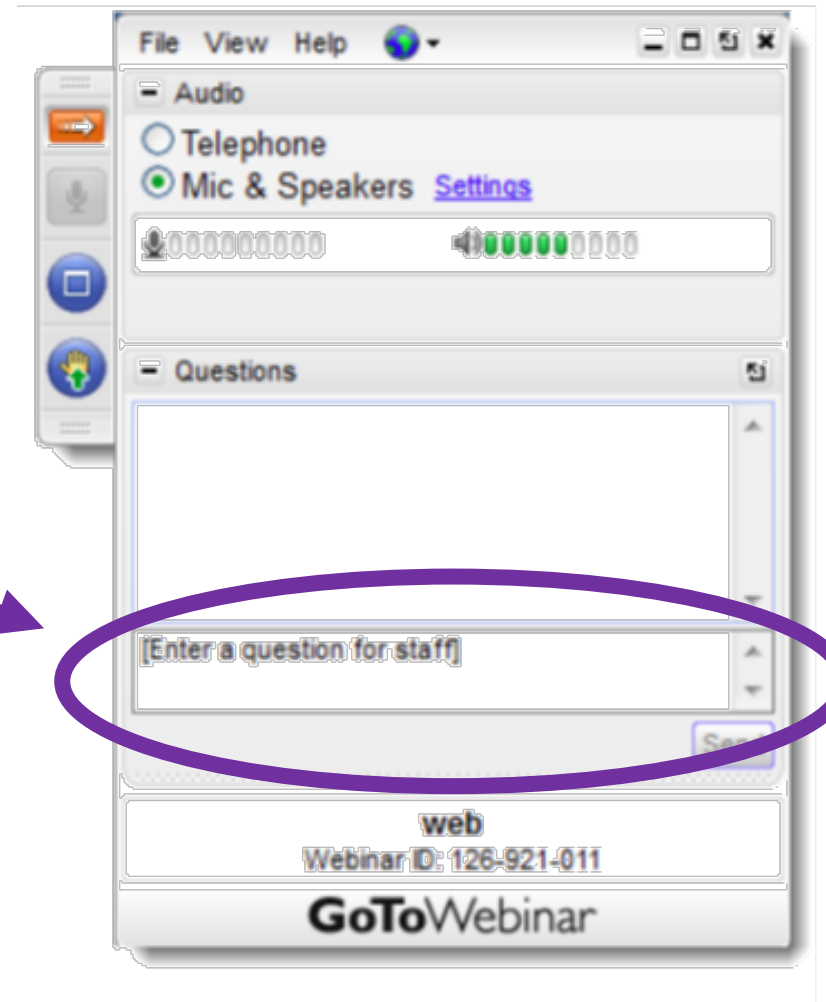 File View Help
Audio
Telephone
Mic & Speakers Settings
Questions
[Enter a question for staff]
web
Webinar ID: 126-921-011
GoToWebinar